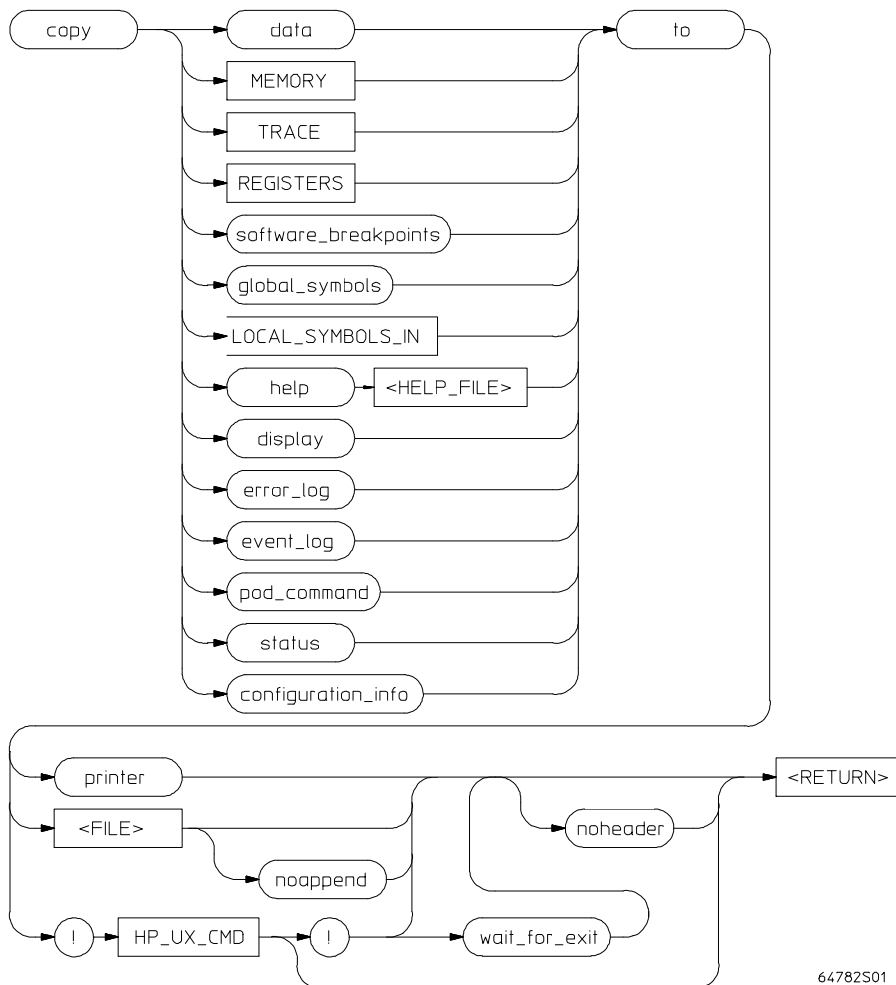 copy data to
MEMORY
TRACE
REGISTERS
software_breakpoints
global_symbols
LOCAL_SYMBOLS_IN
help <HELP_FILE>
display
error_log
event_log
pod_command
status
configuration_info
printer <RETURN>
<FILE> noheader
noappend
! HP_UX_CMD ! wait_for_exit
64782S01